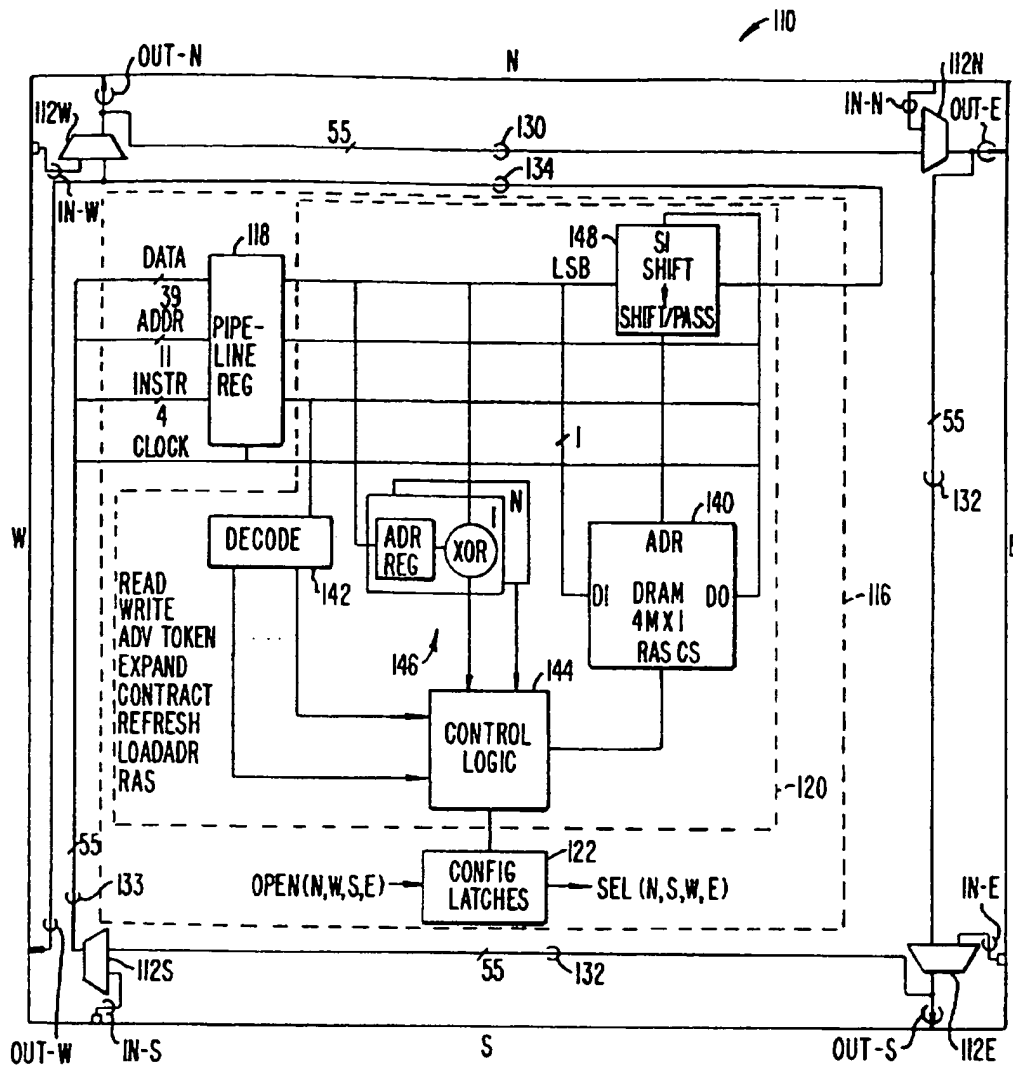 110
OUT-N
N
112N
112W
IN-N
OUT-E
55
130
134
IN-W
118
148
SI
DATA
LSB
SHIFT
39
SHIFT/PASS
ADDR
PIPE-
LINE
REG
11
INSTR
4
1
55
CLOCK
132
N
140
W
1
DECODE
ADR
REG
XOR
ADR
142
READ
DI
DRAM
DO
116
WRITE
4MX1
ADV TOKEN
RAS CS
EXPAND
146
144
CONTRACT
REFRESH
CONTROL
LOGIC
LOADADR
RAS
120
55
122
133
OPEN(N,W,S,E)
CONFIG
LATCHES
SEL (N,S,W,E)
IN-E
112S
55
132
OUT-W
IN-S
S
OUT-S
112E